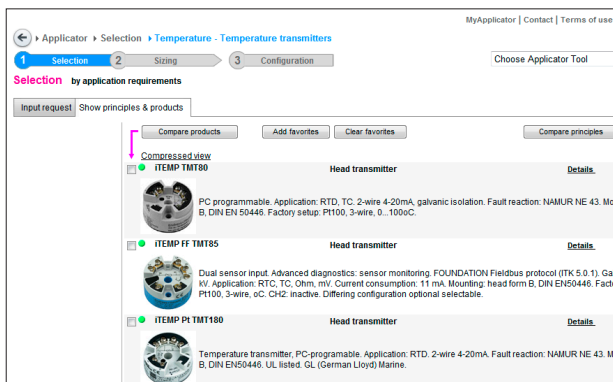 MyApplicator | Contact | Terms of use
Applicator Selection Temperature - Temperature transmitters
1 Selection 2 Sizing 3 Configuration
Choose Applicator Tool
Selection by application requirements
Input request Show principles & products
Compare products Add favorites Clear favorites Compare principles
Compressed view
iTEMP TMT80 Head transmitter Details
PC programmable. Application: RTD, TC. 2-wire 4-20mA, galvanic isolation. Fault reaction: NAMUR NE 43. Mo
B, DIN EN 50446. Factory setup: Pt100, 3-wire, 0...100oC.
iTEMP FF TMT85 Head transmitter Details
Dual sensor input. Advanced diagnostics: sensor monitoring. FOUNDATION Fieldbus protocol (ITK 5.0.1). Ga
kV. Application: RTC, TC, Ohm, mV. Current consumption: 11 mA. Mounting: head form B, DIN EN50446. Facto
Pt100, 3-wire, oC. CH2: inactive. Differing configuration optional selectable.
iTEMP Pt TMT180 Head transmitter Details
Temperature transmitter, PC-programable. Application: RTD. 2-wire 4-20mA. Fault reaction: NAMUR NE 43. M
B, DIN EN50446. UL listed. GL (German Lloyd) Marine.